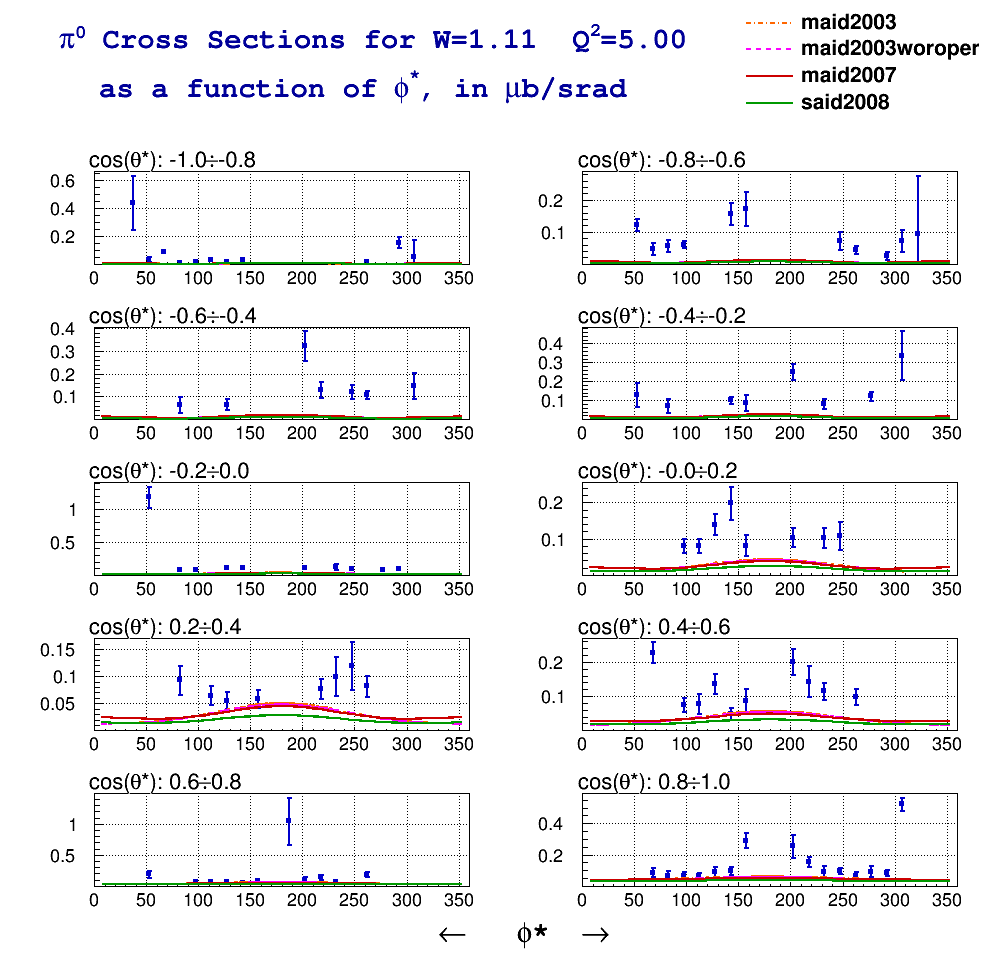 π⁰ Cross Sections for W=1.11 Q²=5.00
as a function of ϕ*, in μb/srad
maid2003
maid2003woroper
maid2007
said2008
cos(θ*): -1.0÷-0.8
0.6
0.4
0.2
0 50 100 150 200 250 300 350
cos(θ*): -0.8÷-0.6
0.2
0.1
0 50 100 150 200 250 300 350
cos(θ*): -0.6÷-0.4
0.4
0.3
0.2
0.1
0 50 100 150 200 250 300 350
cos(θ*): -0.4÷-0.2
0.4
0.3
0.2
0.1
0 50 100 150 200 250 300 350
cos(θ*): -0.2÷0.0
1
0.5
0 50 100 150 200 250 300 350
cos(θ*): -0.0÷0.2
0.2
0.1
0 50 100 150 200 250 300 350
cos(θ*): 0.2÷0.4
0.15
0.1
0.05
0 50 100 150 200 250 300 350
cos(θ*): 0.4÷0.6
0.2
0.1
0 50 100 150 200 250 300 350
cos(θ*): 0.6÷0.8
1
0.5
0 50 100 150 200 250 300 350
cos(θ*): 0.8÷1.0
0.4
0.2
0 50 100 150 200 250 300 350
← ϕ* →